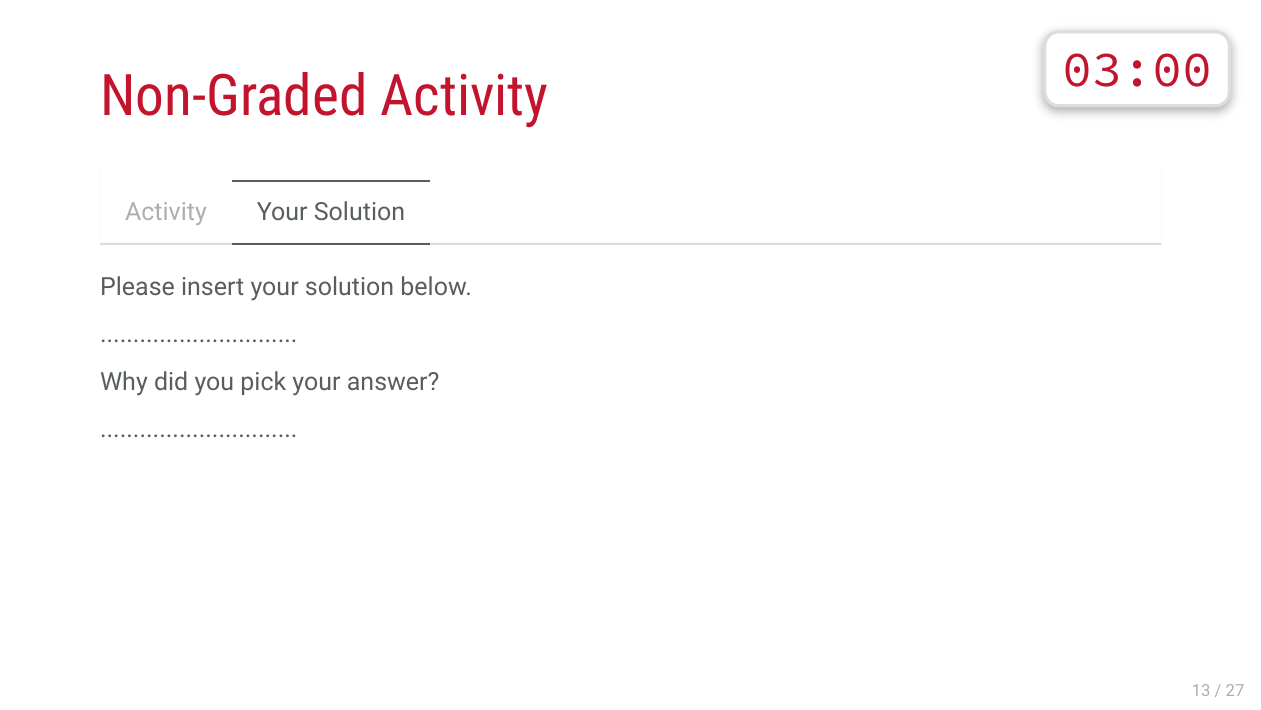 Non-Graded Activity
03:00
Activity
Your Solution
Please insert your solution below.
..............................
Why did you pick your answer?
..............................
13 / 27